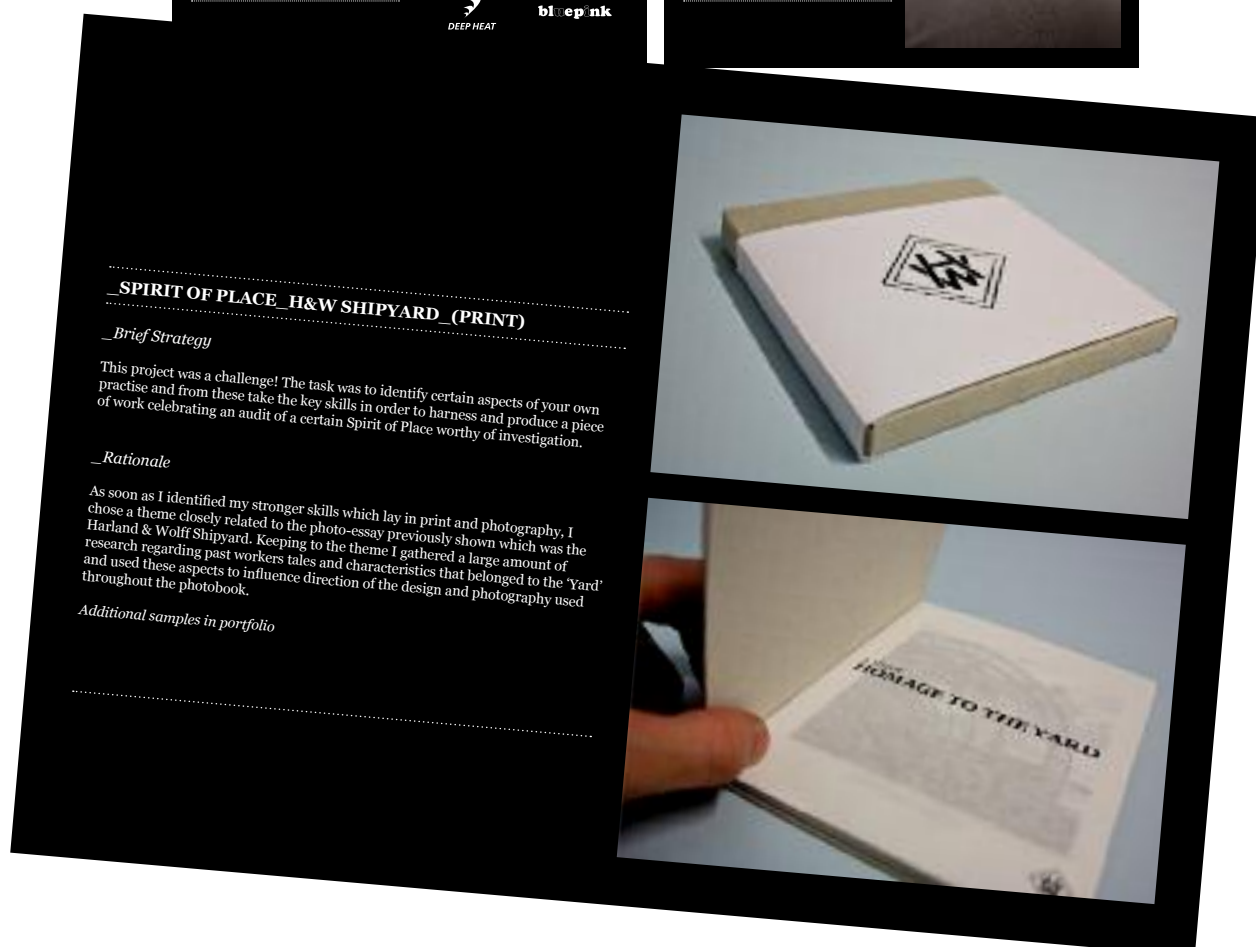 DEEP HEAT
bluepink
_SPIRIT OF PLACE_H&W SHIPYARD_(PRINT)
_Brief Strategy
This project was a challenge! The task was to identify certain aspects of your own
practise and from these take the key skills in order to harness and produce a piece
of work celebrating an audit of a certain Spirit of Place worthy of investigation.
_Rationale
As soon as I identified my stronger skills which lay in print and photography, I
chose a theme closely related to the photo-essay previously shown which was the
Harland & Wolff Shipyard. Keeping to the theme I gathered a large amount of
research regarding past workers tales and characteristics that belonged to the ‘Yard’
and used these aspects to influence direction of the design and photography used
throughout the photobook.
Additional samples in portfolio
HOMAGE TO THE YARD